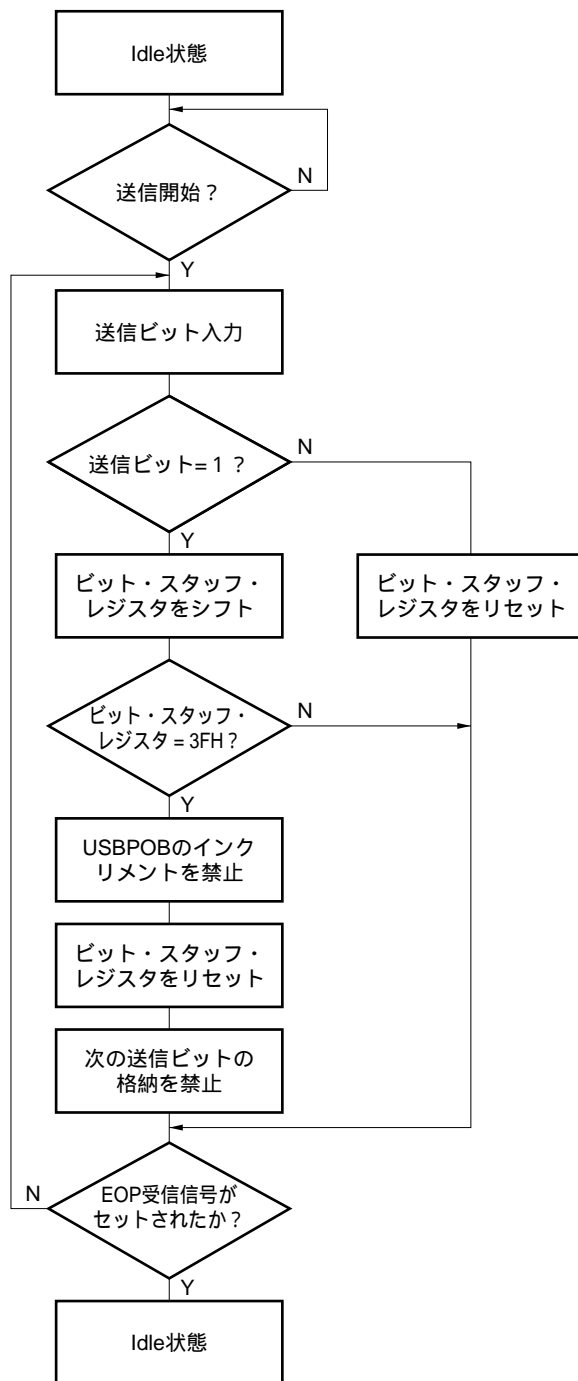 Idle状態
送信開始？
N
Y
送信ビット入力
送信ビット= 1 ？
N
Y
ビット・スタッフ・
レジスタをシフト
ビット・スタッフ・
レジスタをリセット
ビット・スタッフ・
レジスタ = 3FH？
N
Y
USBPOBのインク
リメントを禁止
ビット・スタッフ・
レジスタをリセット
次の送信ビットの
格納を禁止
EOP受信信号が
セットされたか？
N
Y
Idle状態